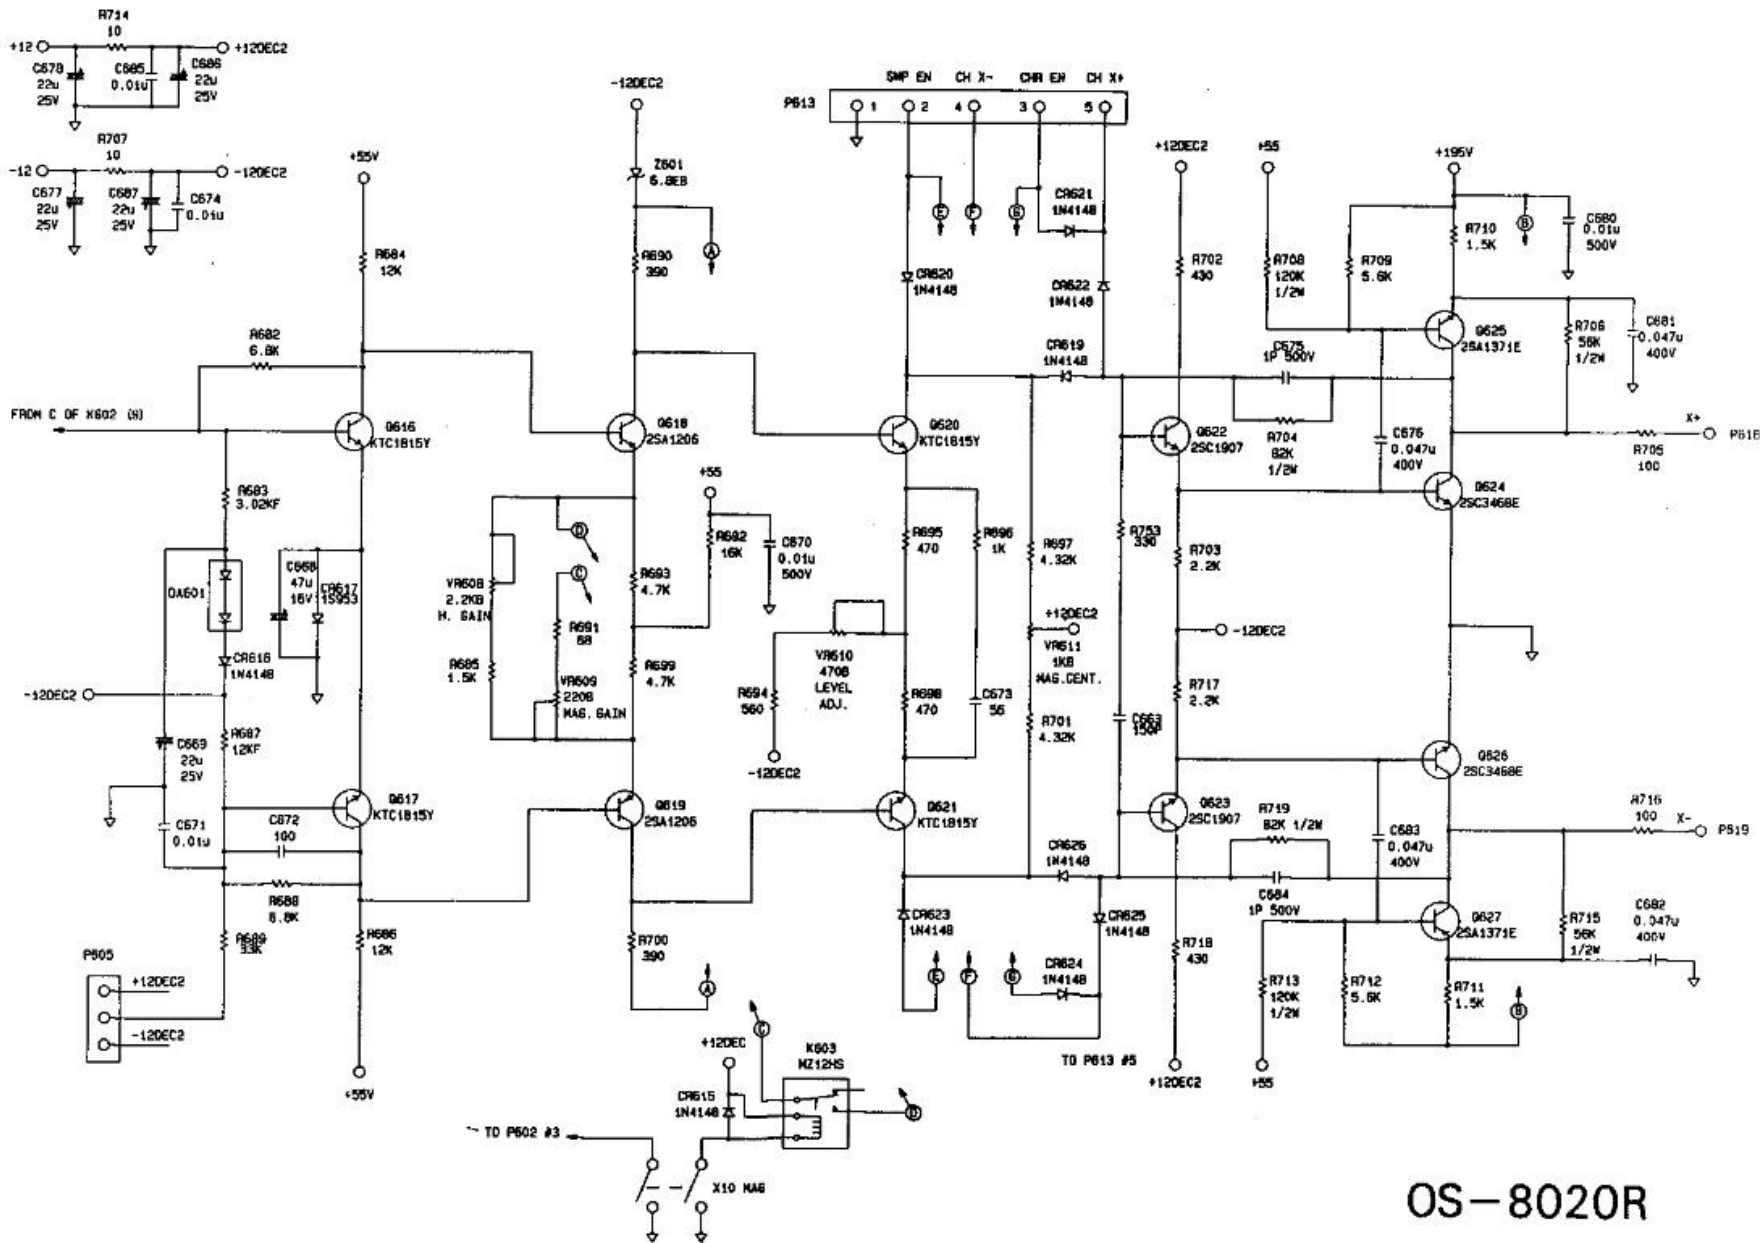 R714
10
+12
+12DEC2
C678
22u
25V
C685
0.01u
C686
22u
25V
R707
10
-12
-12DEC2
C677
22u
25V
C687
22u
25V
C674
0.01u
+55V
R684
12K
R682
6.8K
FROM C OF X602 (9)
Q616
KTC1815Y
R683
3.02KF
DA601
C668
47u
16V
CR617
1S953
CR616
1N4148
-12DEC2
R687
12KF
C669
22u
25V
C671
0.01u
C672
100
Q617
KTC1815Y
R688
6.8K
R689
33K
R686
12K
P605
+12DEC2
-12DEC2
+55V
-12DEC2
Z601
6.8EB
A
R690
390
Q618
2SA1206
+55
D
C
R692
16K
C670
0.01u
500V
VR608
2.2KB
H. GAIN
R693
4.7K
R691
68
R685
1.5K
VR609
220B
MAG. GAIN
R699
4.7K
Q619
2SA1206
R700
390
A
SMP EN
CH X-
CHR EN
CH X+
P613
1
2
4
3
5
E
F
G
CR621
1N4148
CR620
1N4148
CR622
1N4148
CR619
1N4148
Q620
KTC1815Y
R695
470
R696
1K
R697
4.32K
+12DEC2
VR611
1KB
MAG.CENT.
VR610
470B
LEVEL
ADJ.
R694
560
-12DEC2
R698
470
C673
56
R701
4.32K
Q621
KTC1815Y
CR626
1N4148
CR623
1N4148
CR625
1N4148
E
F
G
CR624
1N4148
TO P613 #5
+12DEC2
R702
430
Q622
2SC1907
R753
330
R703
2.2K
-12DEC2
R717
2.2K
C663
150P
Q623
2SC1907
R718
430
+12DEC2
+55
R708
120K
1/2W
R709
5.6K
C675
1P 500V
R704
82K
1/2W
C676
0.047u
400V
+195V
B
C680
0.01u
500V
R710
1.5K
Q625
2SA1371E
R706
56K
1/2W
C681
0.047u
400V
X+
P618
R705
100
Q624
2SC3468E
Q626
2SC3468E
R716
100
X-
P619
R719
82K 1/2W
C683
0.047u
400V
C684
1P 500V
Q627
2SA1371E
R715
56K
1/2W
C682
0.047u
400V
R713
120K
1/2W
R712
5.6K
R711
1.5K
B
+55
C
+12DEC
K603
MZ12HS
CR615
1N4148
D
TO P602 #3
X10 MAG
OS-8020R